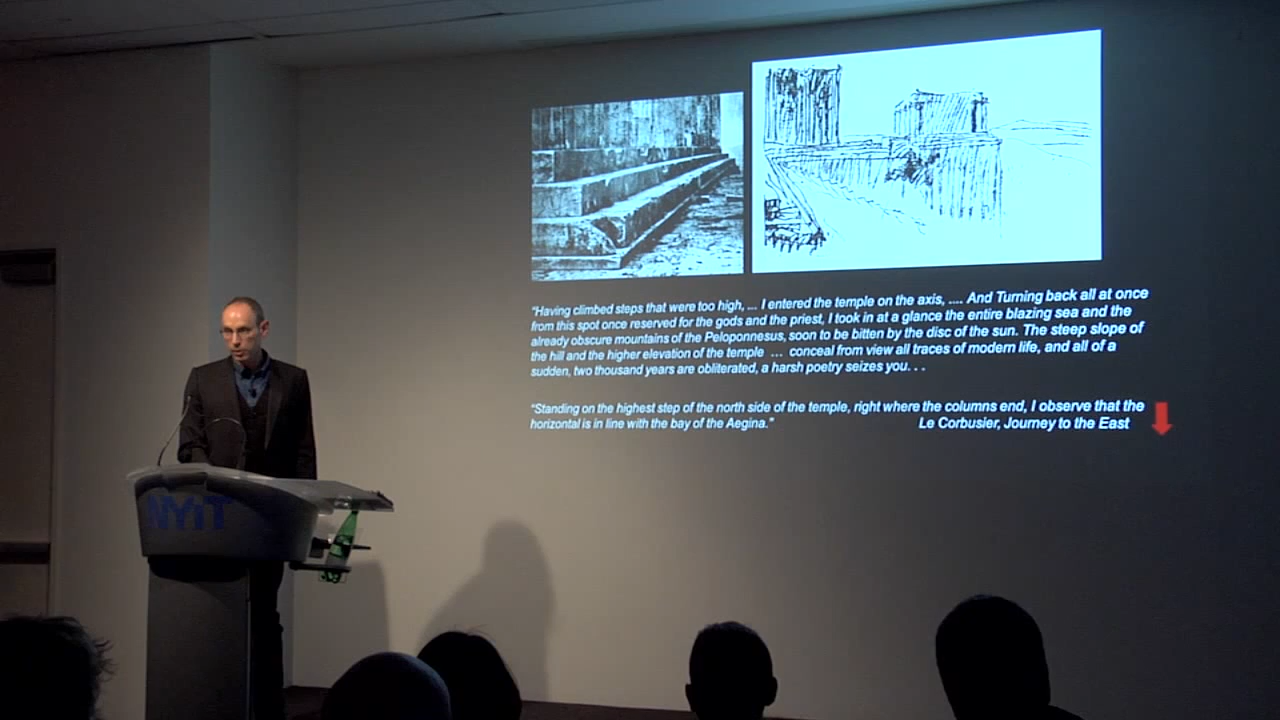 "Having climbed steps that were too high, ... I entered the temple on the axis, .... And Turning back all at once
from this spot once reserved for the gods and the priest, I took in at a glance the entire blazing sea and the
already obscure mountains of the Peloponnesus, soon to be bitten by the disc of the sun. The steep slope of
the hill and the higher elevation of the temple ... conceal from view all traces of modern life, and all of a
sudden, two thousand years are obliterated, a harsh poetry seizes you. . .
"Standing on the highest step of the north side of the temple, right where the columns end, I observe that the
horizontal is in line with the bay of the Aegina."
Le Corbusier, Journey to the East
NYiT